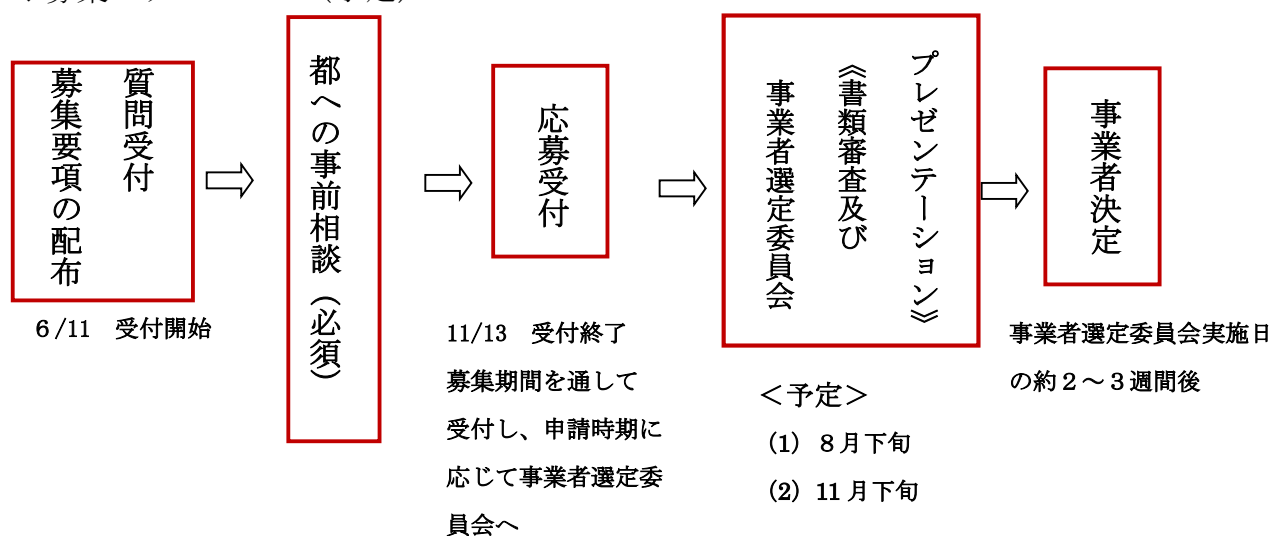 質問受付
募集要項の配布
6/11　受付開始
都への事前相談（必須）
応募受付
11/13　受付終了
募集期間を通して
受付し、申請時期に
応じて事業者選定委
員会へ
プレゼンテーション》
《書類審査及び
事業者選定委員会
＜予定＞
(1) ８月下旬
(2) 11月下旬
事業者決定
事業者選定委員会実施日
の約２～３週間後